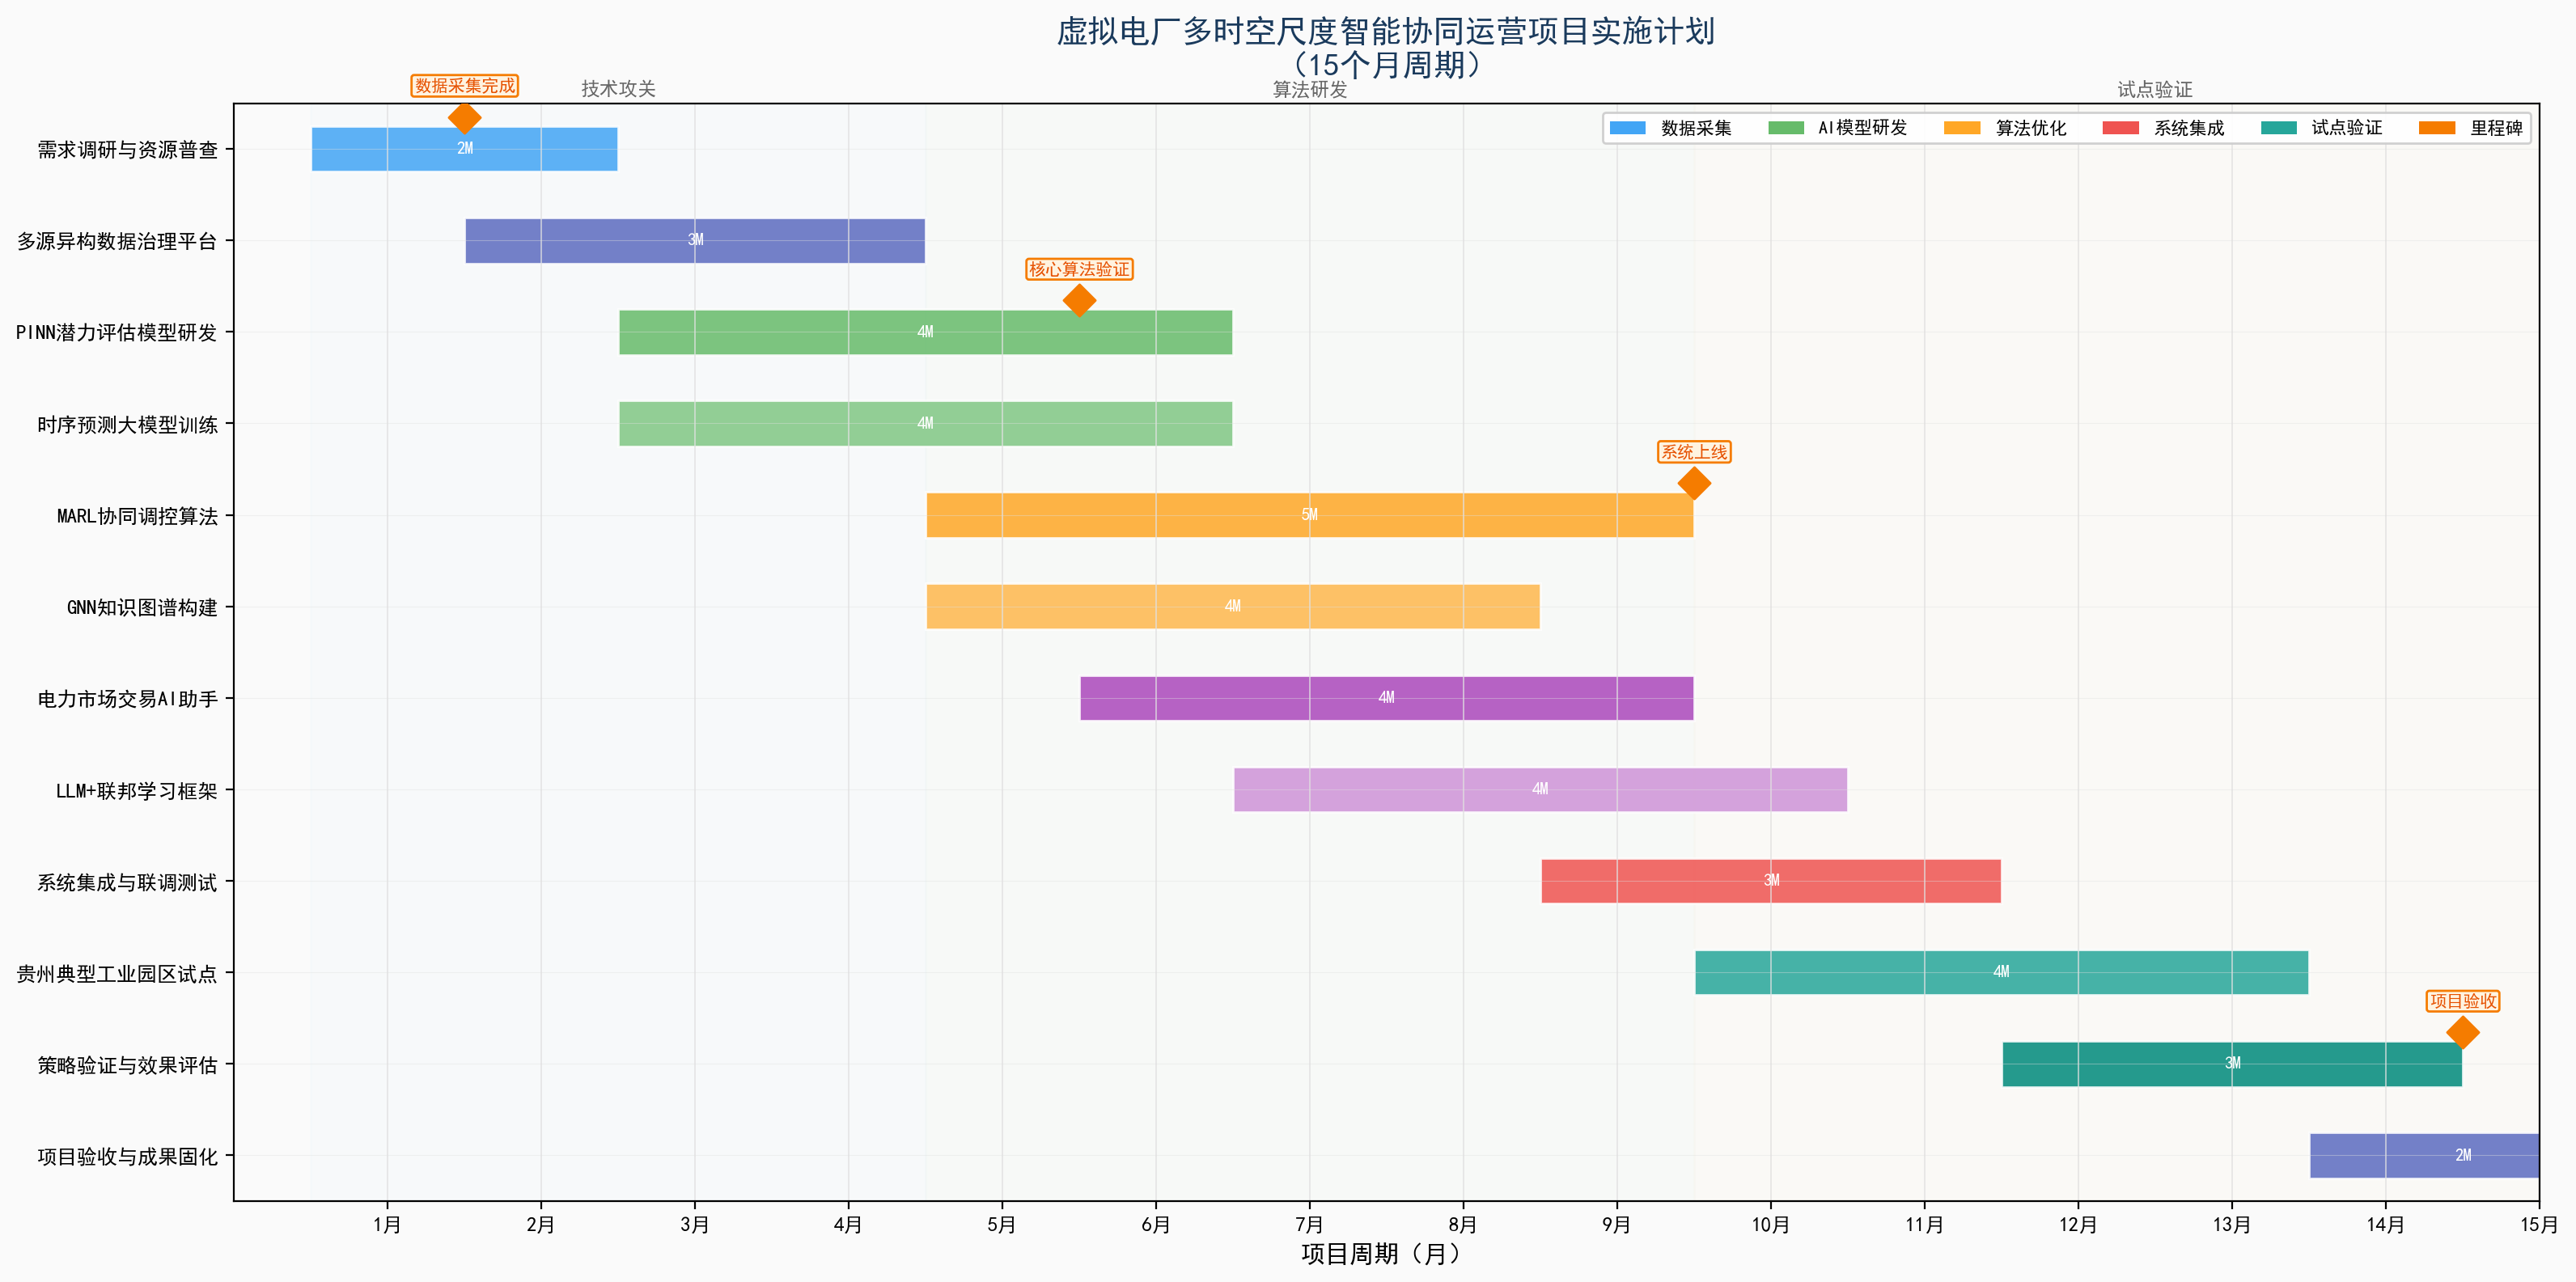 虚拟电厂多时空尺度智能协同运营项目实施计划
（15个月周期）
技术攻关
算法研发
试点验证
数据采集完成
数据采集
AI模型研发
算法优化
系统集成
试点验证
里程碑
需求调研与资源普查
2M
多源异构数据治理平台
3M
核心算法验证
PINN潜力评估模型研发
4M
时序预测大模型训练
4M
系统上线
MARL协同调控算法
5M
GNN知识图谱构建
4M
电力市场交易AI助手
4M
LLM+联邦学习框架
4M
系统集成与联调测试
3M
贵州典型工业园区试点
4M
项目验收
策略验证与效果评估
3M
项目验收与成果固化
2M
1月
2月
3月
4月
5月
6月
7月
8月
9月
10月
11月
12月
13月
14月
15月
项目周期（月）